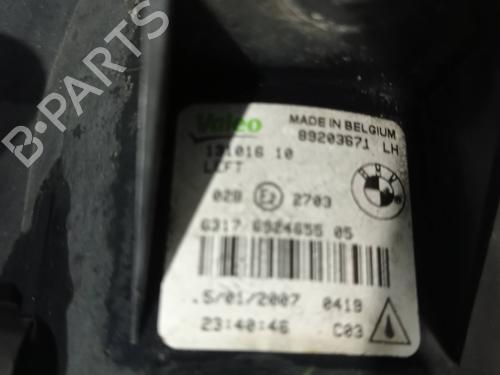 Valeo MADE IN BELGIUM
89203671 LH
131016 10
LEFT
02B E2 2703
6317 6924655 05
.5/01/2007 0419
23:40:46 C03
B-PARTS